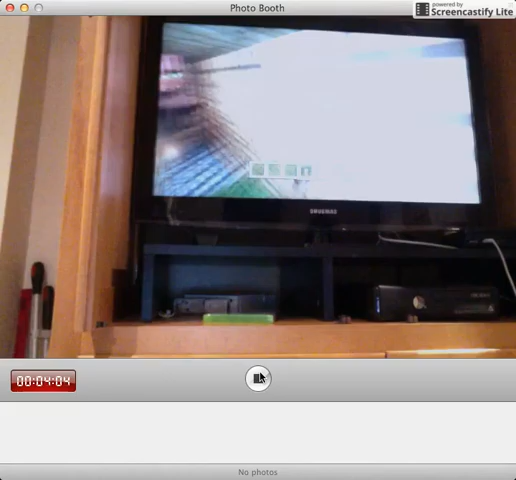 Photo Booth
powered by
Screencastify Lite
SAMSUNG
00:04:04
No photos